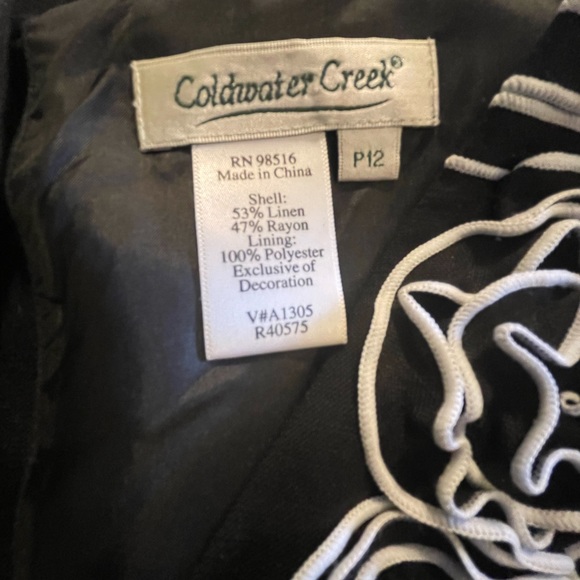 Coldwater Creek®
P12
RN 98516
Made in China
Shell:
53% Linen
47% Rayon
Lining:
100% Polyester
Exclusive of
Decoration
V#A1305
R40575